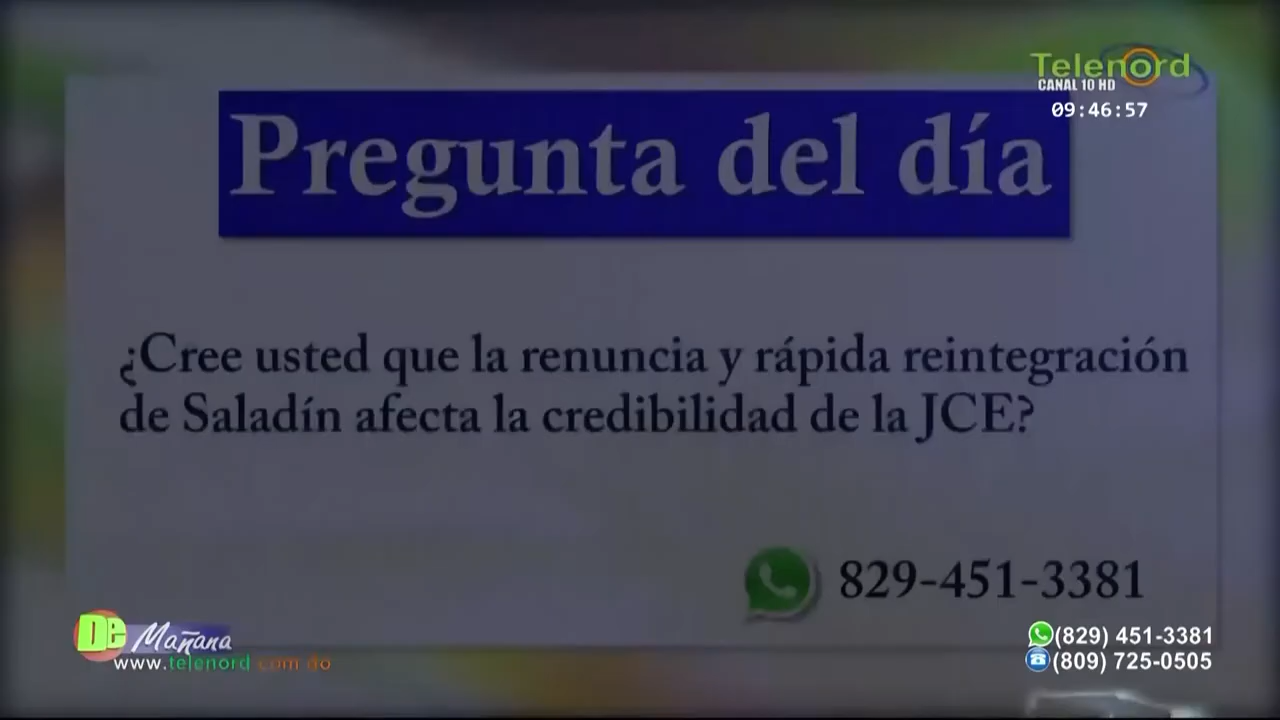 Telenord
CANAL 10 HD
09:46:57
Pregunta del día
¿Cree usted que la renuncia y rápida reintegración
de Saladín afecta la credibilidad de la JCE?
829-451-3381
De Mañana
www.telenord.com.do
(829) 451-3381
(809) 725-0505